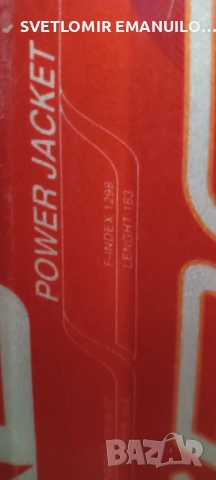 SVETLOMIR EMANUILO...
POWER JACKET
F-INDEX 1298
LENGHT 163
bazar